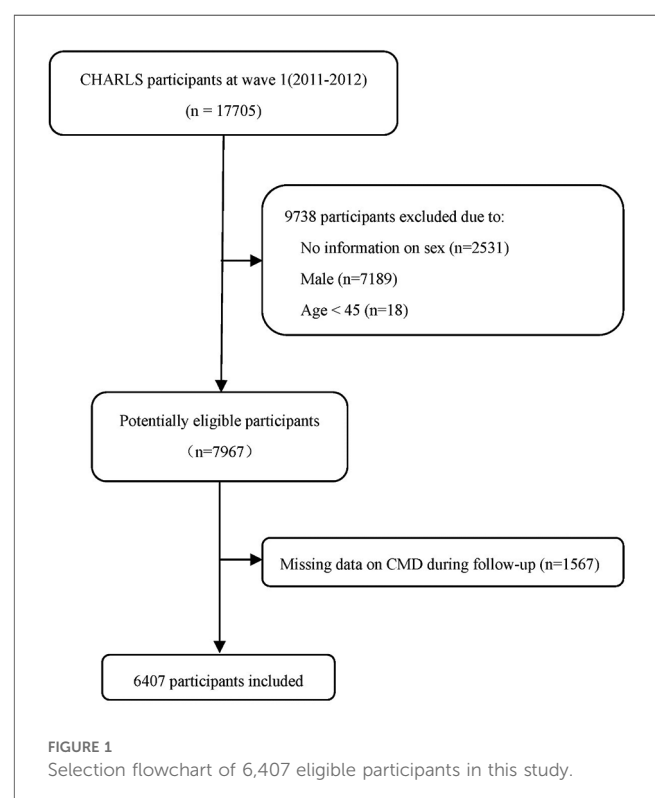 CHARLS participants at wave 1(2011-2012)
(n = 17705)
9738 participants excluded due to:
No information on sex (n=2531)
Male (n=7189)
Age < 45 (n=18)
Potentially eligible participants
（n=7967）
Missing data on CMD during follow-up (n=1567)
6407 participants included
FIGURE 1
Selection flowchart of 6,407 eligible participants in this study.